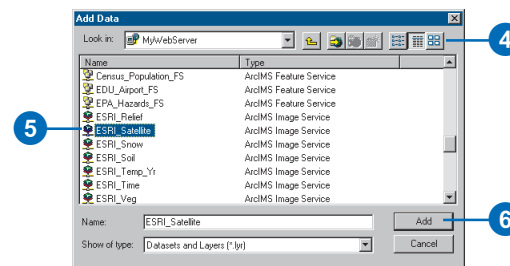 Add Data
Look in: MyWebServer
4
Name Type
Census_Population_FS ArcIMS Feature Service
EDU_Airport_FS ArcIMS Feature Service
EPA_Hazards_FS ArcIMS Feature Service
ESRI_Relief ArcIMS Image Service
5
ESRI_Satellite ArcIMS Image Service
ESRI_Snow ArcIMS Image Service
ESRI_Soil ArcIMS Image Service
ESRI_Temp_Yr ArcIMS Image Service
ESRI_Time ArcIMS Image Service
ESRI_Veg ArcIMS Image Service
Name: ESRI_Satellite Add
6
Show of type: Datasets and Layers (*.lyr) Cancel